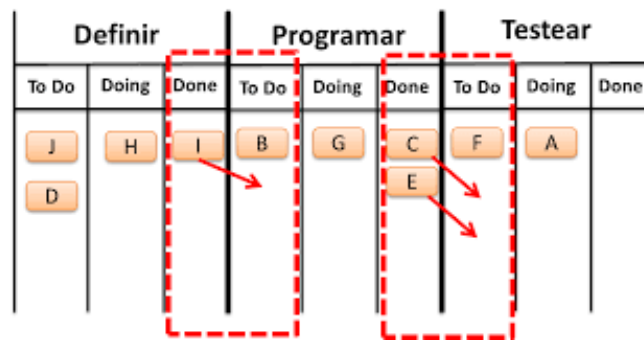 Definir Programar Testear
To Do Doing Done To Do Doing Done To Do Doing Done
J H I B G C F A
D E